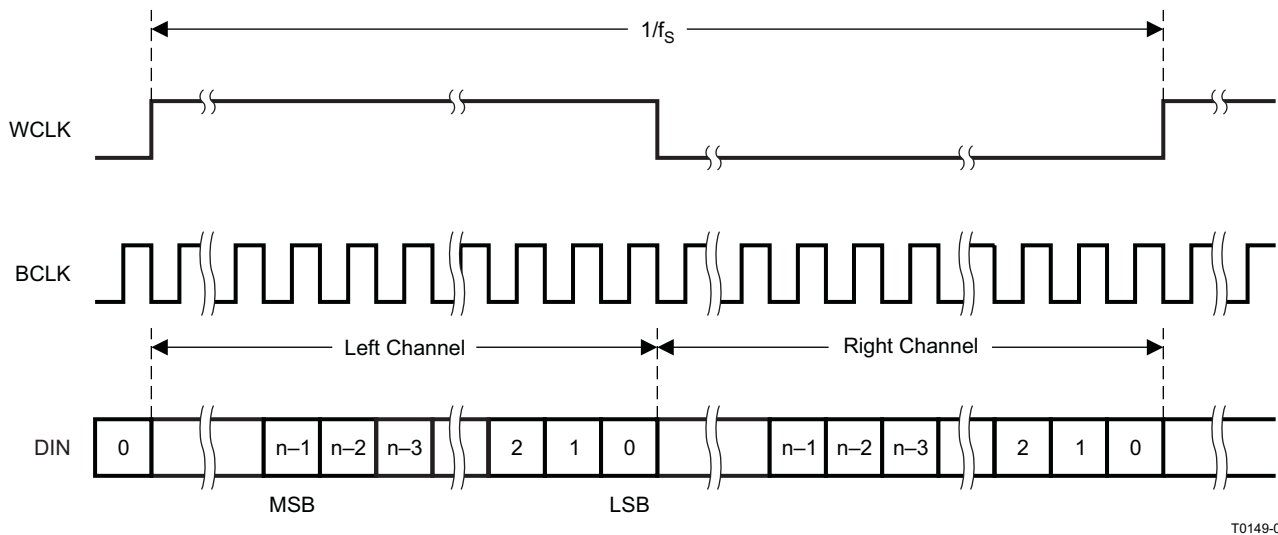 1/fS
WCLK
BCLK
Left Channel Right Channel
DIN 0 n–1 n–2 n–3 2 1 0 n–1 n–2 n–3 2 1 0
MSB LSB
T0149-0